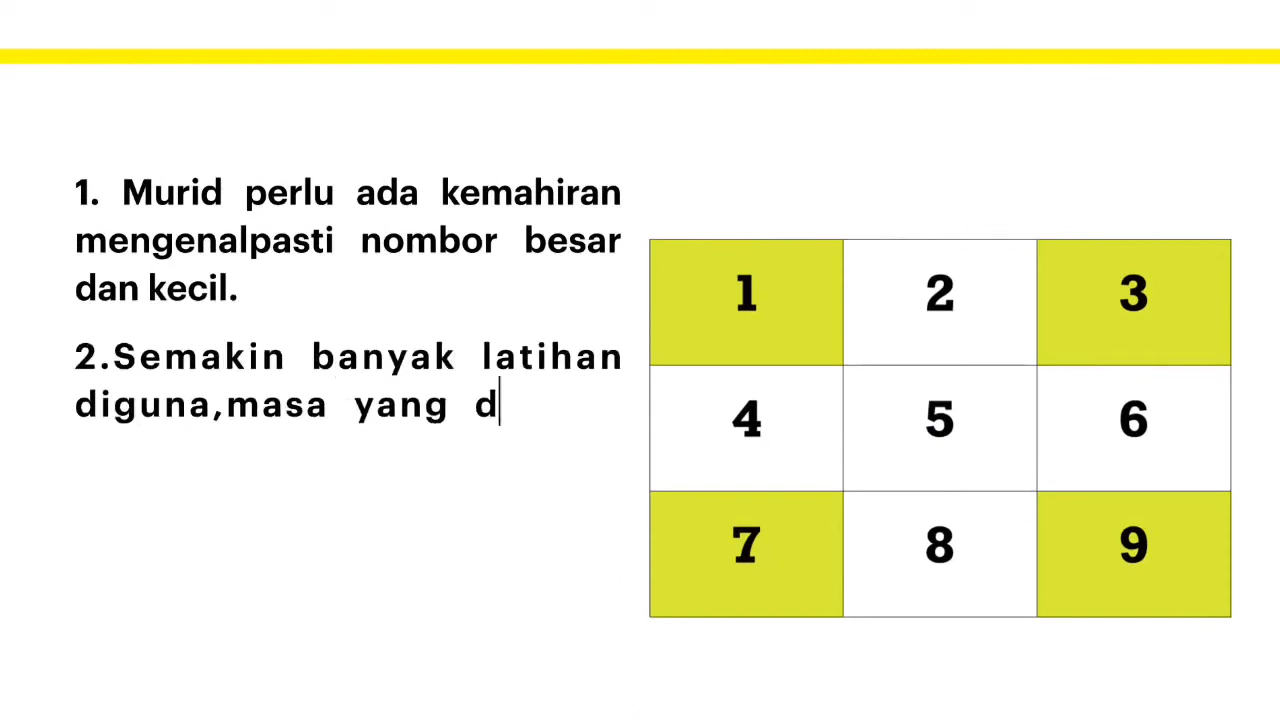 1. Murid perlu ada kemahiran
mengenalpasti nombor besar
dan kecil.
2.Semakin banyak latihan
diguna,masa yang d
1 2 3
4 5 6
7 8 9